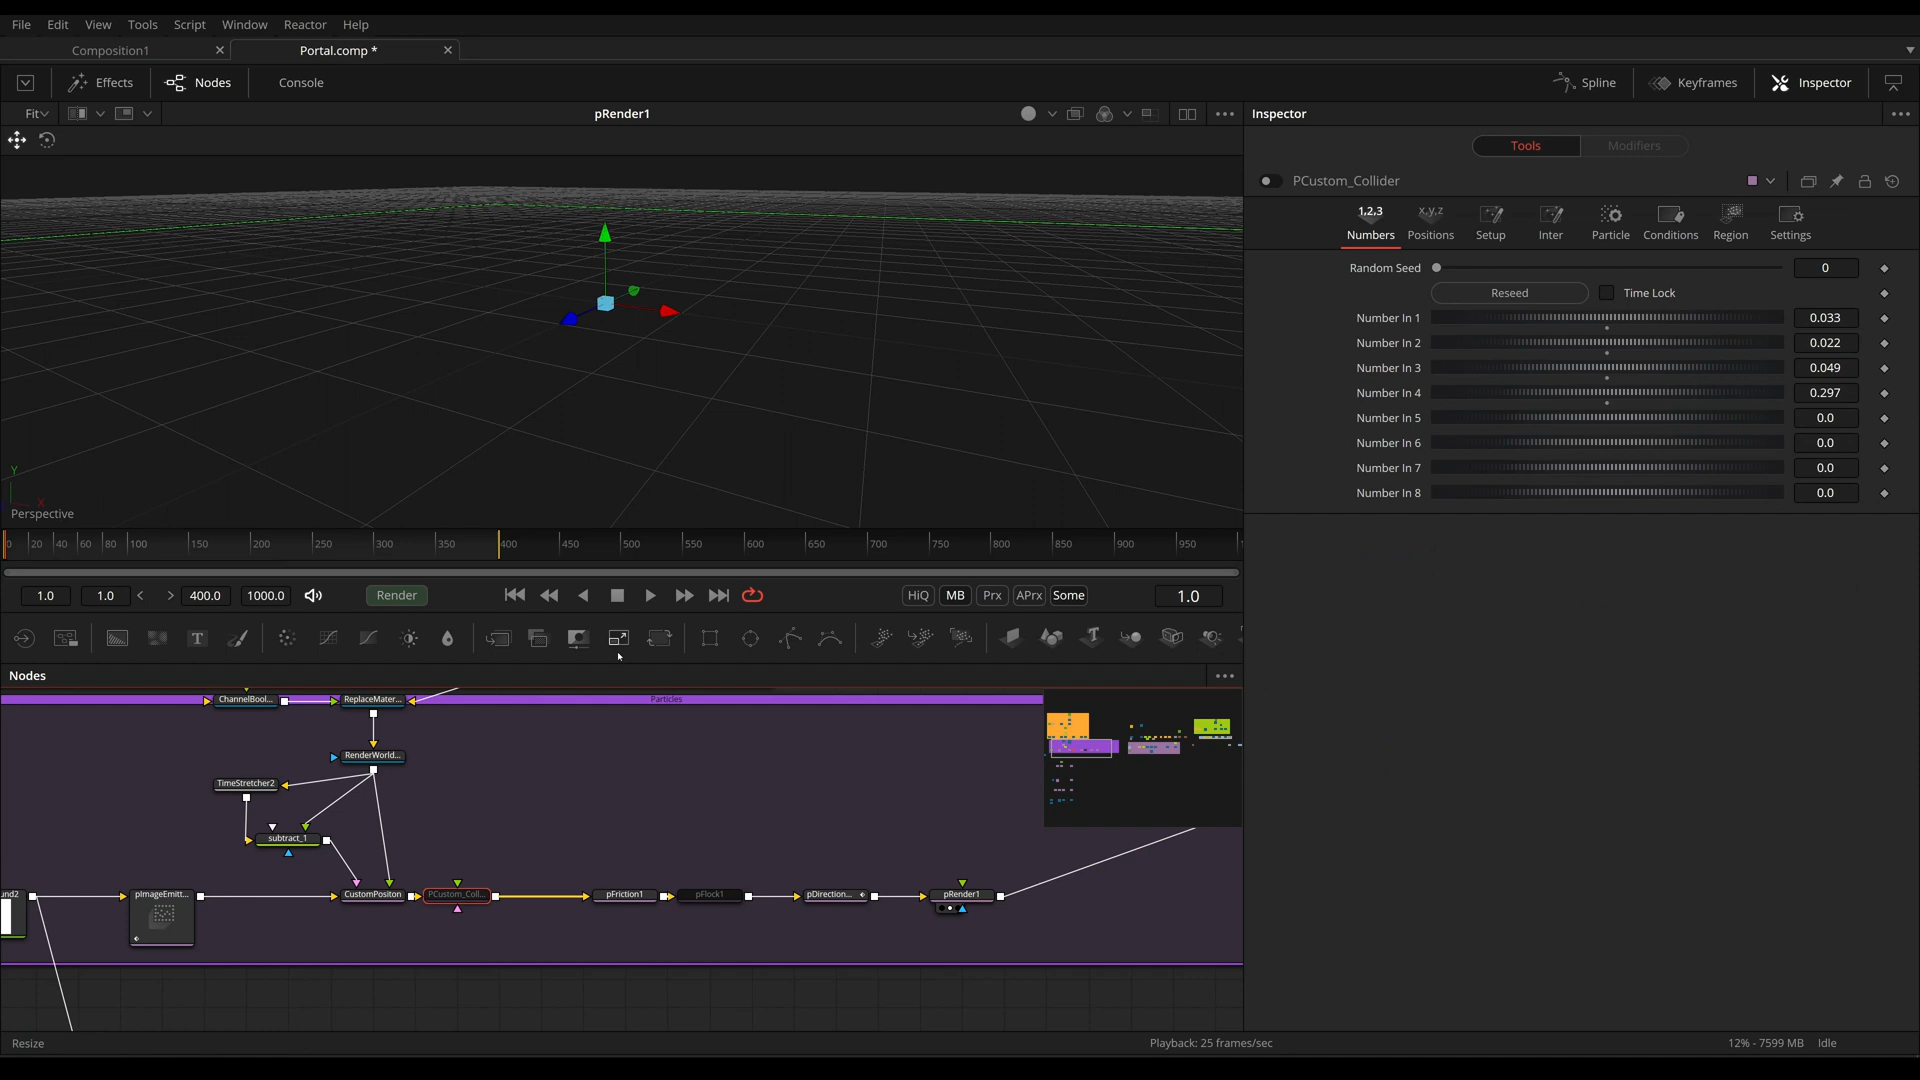 File Edit View Tools Script Window Reactor Help
Composition1 Portal.comp *
Effects Nodes Console Spline Keyframes Inspector
Fit pRender1 Inspector
Tools Modifiers
PCustom_Collider
1,2,3 x,y,z
Numbers Positions Setup Inter Particle Conditions Region Settings
Random Seed 0
Reseed Time Lock
Number In 1 0.033
Number In 2 0.022
Number In 3 0.049
Number In 4 0.297
Number In 5 0.0
Number In 6 0.0
Number In 7 0.0
Number In 8 0.0
Y
X
Perspective
0 20 40 60 80 100 150 200 250 300 350 400 450 500 550 600 650 700 750 800 850 900 950
1.0 1.0 < > 400.0 1000.0 Render HiQ MB Prx APrx Some 1.0
T
Nodes
ChannelBool... ReplaceMater... Particles
RenderWorld...
TimeStretcher2
subtract_1
und2 pImageEmitt... CustomPositon PCustom_Coll... pFriction1 pFlock1 pDirection... pRender1
Resize Playback: 25 frames/sec 12% - 7599 MB Idle